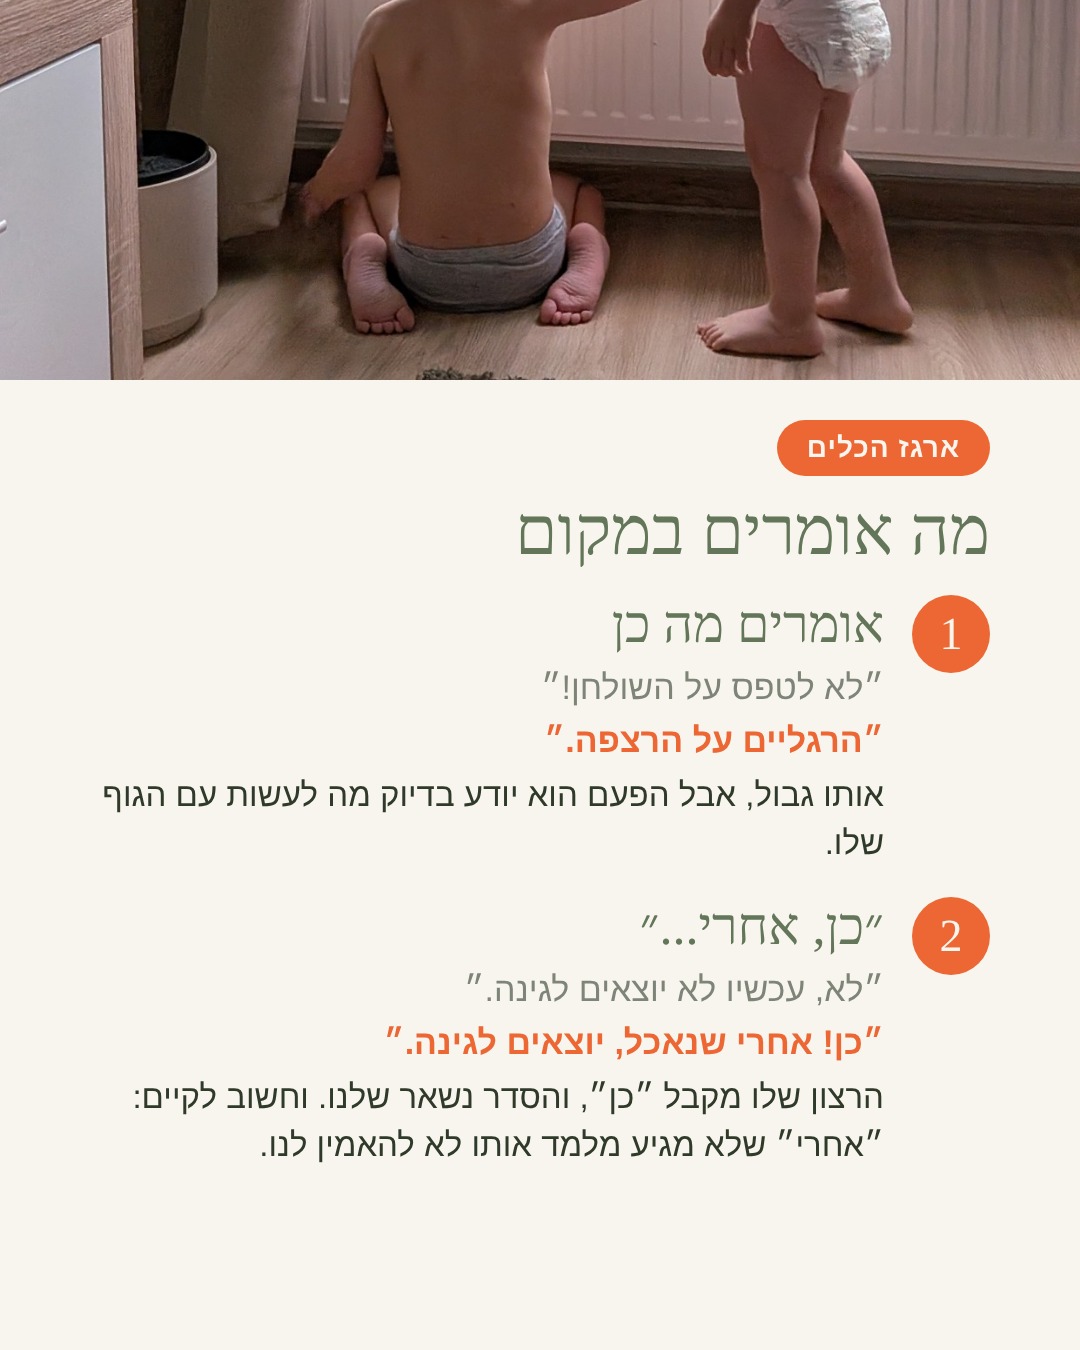 ארגז הכלים
מה אומרים במקום
1
אומרים מה כן
״לא לטפס על השולחן!״
״הרגליים על הרצפה.״
אותו גבול, אבל הפעם הוא יודע בדיוק מה לעשות עם הגוף
שלו.
2
״כן, אחרי...״
״לא, עכשיו לא יוצאים לגינה.״
״כן! אחרי שנאכל, יוצאים לגינה.״
הרצון שלו מקבל ״כן״, והסדר נשאר שלנו. וחשוב לקיים:
״אחרי״ שלא מגיע מלמד אותו לא להאמין לנו.